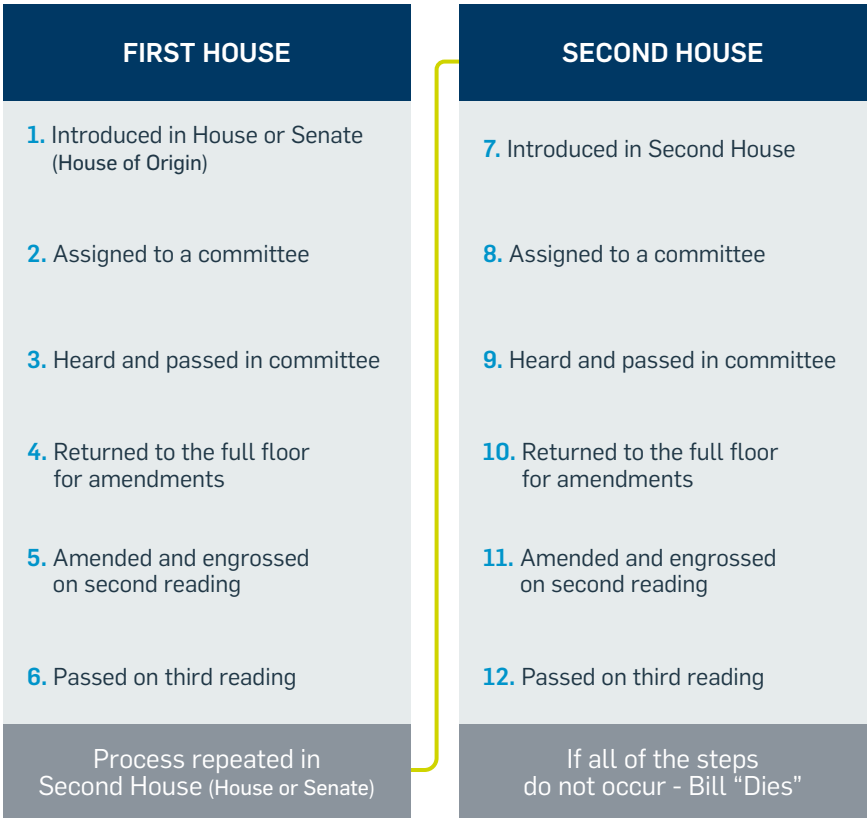 FIRST HOUSE
1. Introduced in House or Senate
(House of Origin)
2. Assigned to a committee
3. Heard and passed in committee
4. Returned to the full floor
for amendments
5. Amended and engrossed
on second reading
6. Passed on third reading
Process repeated in
Second House (House or Senate)
SECOND HOUSE
7. Introduced in Second House
8. Assigned to a committee
9. Heard and passed in committee
10. Returned to the full floor
for amendments
11. Amended and engrossed
on second reading
12. Passed on third reading
If all of the steps
do not occur - Bill “Dies”